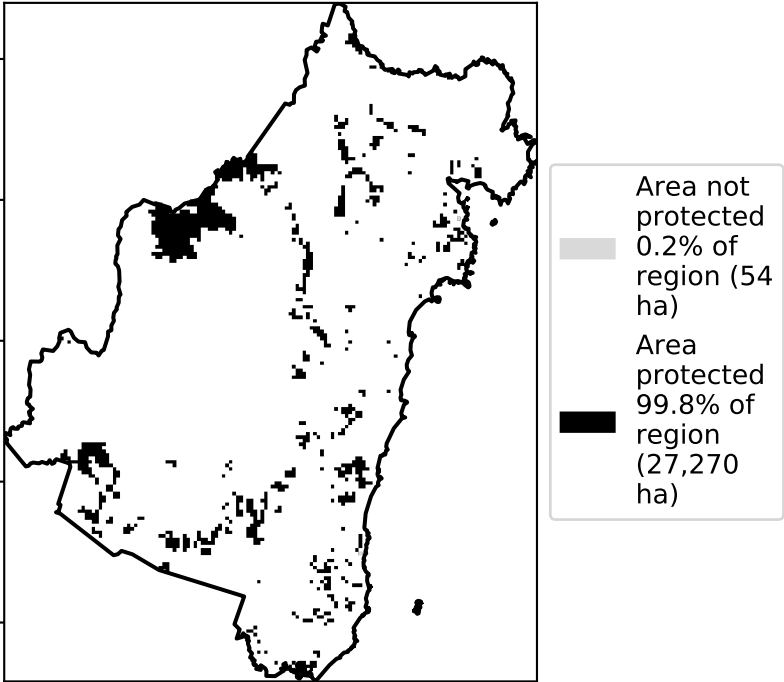 Area not
protected
0.2% of
region (54
ha)
Area
protected
99.8% of
region
(27,270
ha)